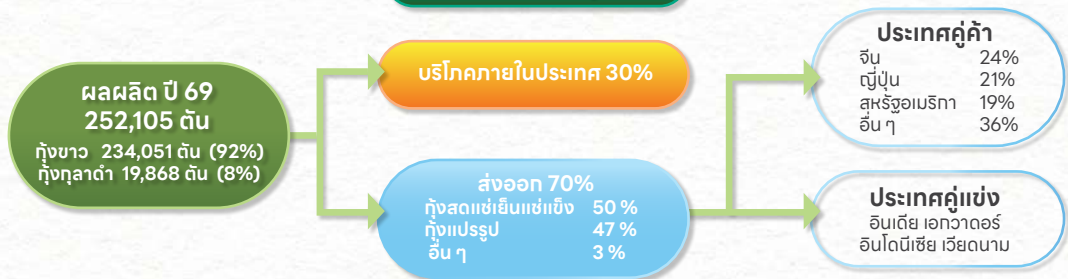 ผลผลิต ปี 69
252,105 ตัน
กุ้งขาว 234,051 ตัน (92%)
กุ้งกุลาดำ 19,868 ตัน (8%)
บริโภคภายในประเทศ 30%
ส่งออก 70%
กุ้งสดแช่เย็นแช่แข็ง 50 %
กุ้งแปรรูป 47 %
อื่น ๆ 3 %
ประเทศคู่ค้า
จีน 24%
ญี่ปุ่น 21%
สหรัฐอเมริกา 19%
อื่น ๆ 36%
ประเทศคู่แข่ง
อินเดีย เอกวาดอร์
อินโดนีเซีย เวียดนาม